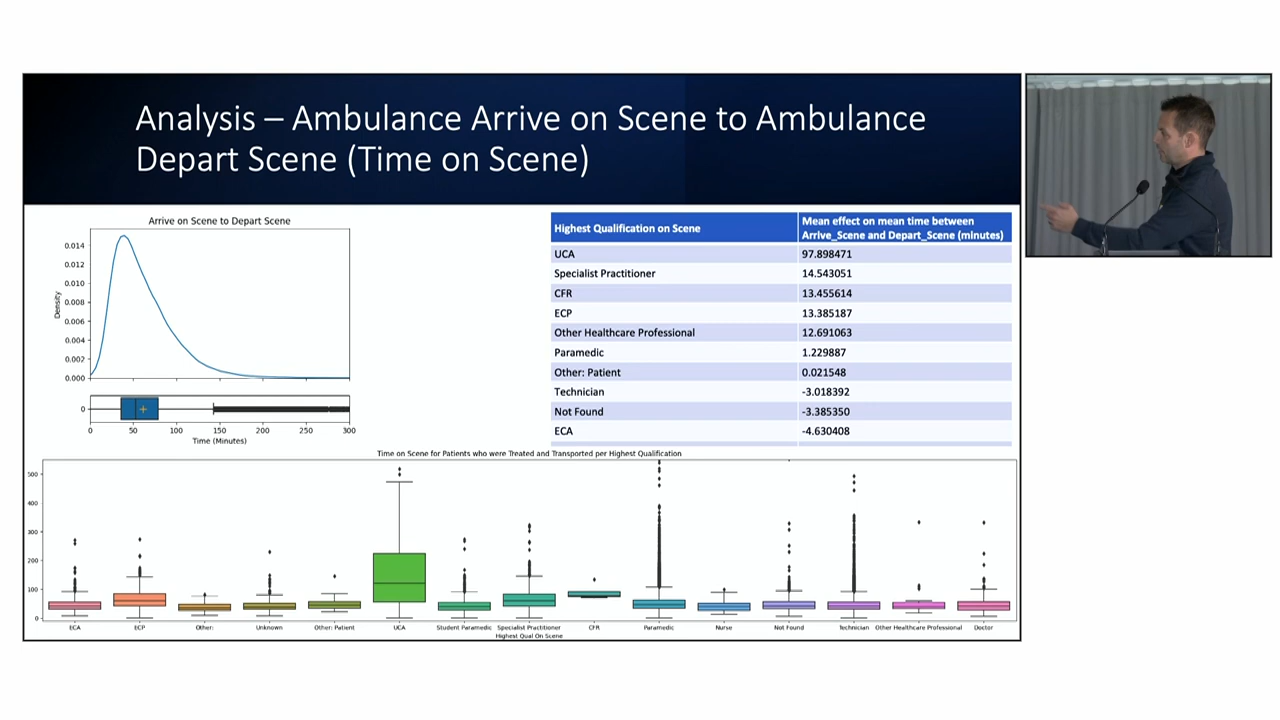 Analysis – Ambulance Arrive on Scene to Ambulance
Depart Scene (Time on Scene)
Arrive on Scene to Depart Scene
Density
0.014
0.012
0.010
0.008
0.006
0.004
0.002
0.000
0
0 50 100 150 200 250 300
Time (Minutes)
Highest Qualification on Scene
Mean effect on mean time between
Arrive_Scene and Depart_Scene (minutes)
UCA 97.898471
Specialist Practitioner 14.543051
CFR 13.455614
ECP 13.385187
Other Healthcare Professional 12.691063
Paramedic 1.229887
Other: Patient 0.021548
Technician -3.018392
Not Found -3.385350
ECA -4.630408
Time on Scene for Patients who were Treated and Transported per Highest Qualification
500
400
300
200
100
0
ECA ECP Other: Unknown Other: Patient UCA Student Paramedic Specialist Practitioner CFR Paramedic Nurse Not Found Technician Other Healthcare Professional Doctor
Highest Qual On Scene